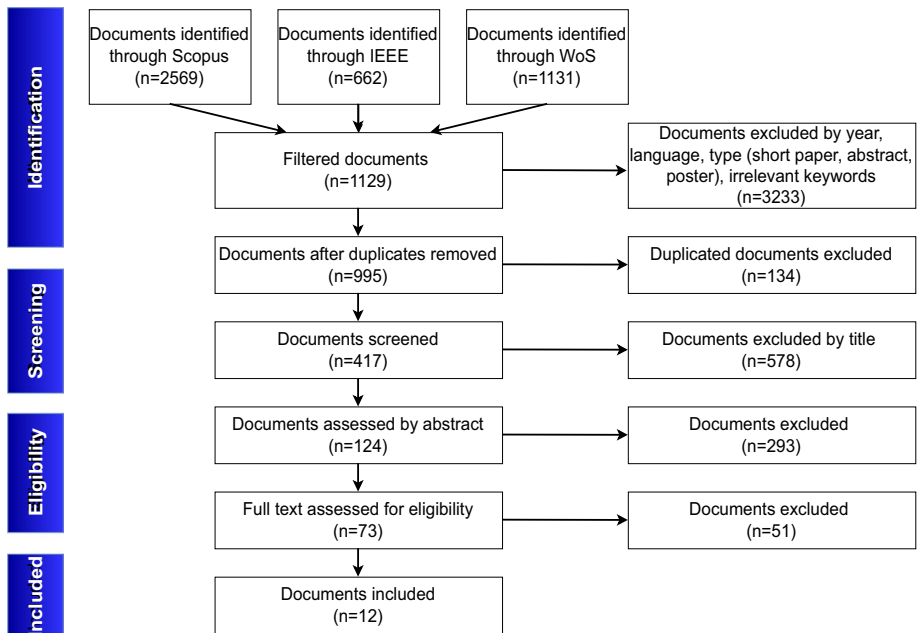 Identification
Documents identified
through Scopus
(n=2569)
Documents identified
through IEEE
(n=662)
Documents identified
through WoS
(n=1131)
Filtered documents
(n=1129)
Documents excluded by year,
language, type (short paper, abstract,
poster), irrelevant keywords
(n=3233)
Documents after duplicates removed
(n=995)
Duplicated documents excluded
(n=134)
Screening
Documents screened
(n=417)
Documents excluded by title
(n=578)
Eligibility
Documents assessed by abstract
(n=124)
Documents excluded
(n=293)
Full text assessed for eligibility
(n=73)
Documents excluded
(n=51)
ncluded
Documents included
(n=12)